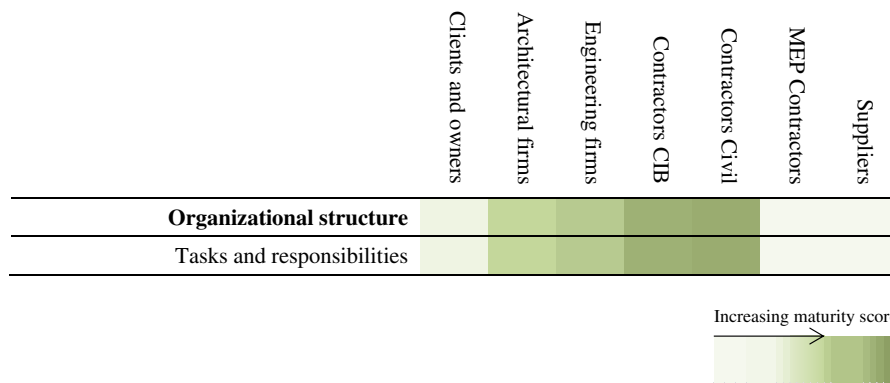 Clients and owners
Architectural firms
Engineering firms
Contractors CIB
Contractors Civil
MEP Contractors
Suppliers
Organizational structure
Tasks and responsibilities
Increasing maturity scor